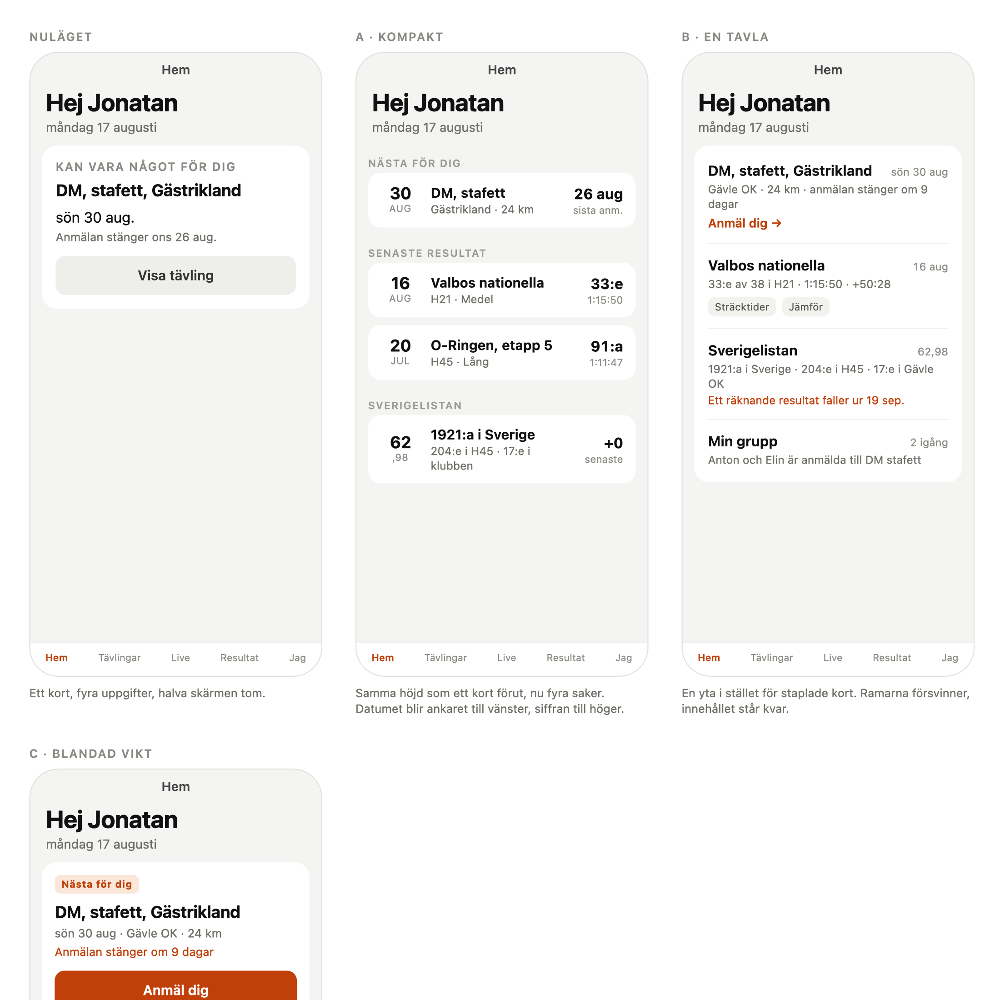 NULÄGET
Hem
Hej Jonatan
måndag 17 augusti
KAN VARA NÅGOT FÖR DIG
DM, stafett, Gästrikland
sön 30 aug.
Anmälan stänger ons 26 aug.
Visa tävling
Hem Tävlingar Live Resultat Jag
Ett kort, fyra uppgifter, halva skärmen tom.
A · KOMPAKT
Hem
Hej Jonatan
måndag 17 augusti
NÄSTA FÖR DIG
30 DM, stafett 26 aug
AUG Gästrikland · 24 km sista anm.
SENASTE RESULTAT
16 Valbos nationella 33:e
AUG H21 · Medel 1:15:50
20 O-Ringen, etapp 5 91:a
JUL H45 · Lång 1:11:47
SVERIGELISTAN
62 1921:a i Sverige +0
,98 204:e i H45 · 17:e i senaste
klubben
Hem Tävlingar Live Resultat Jag
Samma höjd som ett kort förut, nu fyra saker.
Datumet blir ankaret till vänster, siffran till höger.
B · EN TAVLA
Hem
Hej Jonatan
måndag 17 augusti
DM, stafett, Gästrikland sön 30 aug
Gävle OK · 24 km · anmälan stänger om 9
dagar
Anmäl dig →
Valbos nationella 16 aug
33:e av 38 i H21 · 1:15:50 · +50:28
Sträcktider Jämför
Sverigelistan 62,98
1921:a i Sverige · 204:e i H45 · 17:e i Gävle
OK
Ett räknande resultat faller ur 19 sep.
Min grupp 2 igång
Anton och Elin är anmälda till DM stafett
Hem Tävlingar Live Resultat Jag
En yta i stället för staplade kort. Ramarna försvinner,
innehållet står kvar.
C · BLANDAD VIKT
Hem
Hej Jonatan
måndag 17 augusti
Nästa för dig
DM, stafett, Gästrikland
sön 30 aug · Gävle OK · 24 km
Anmälan stänger om 9 dagar
Anmäl dig